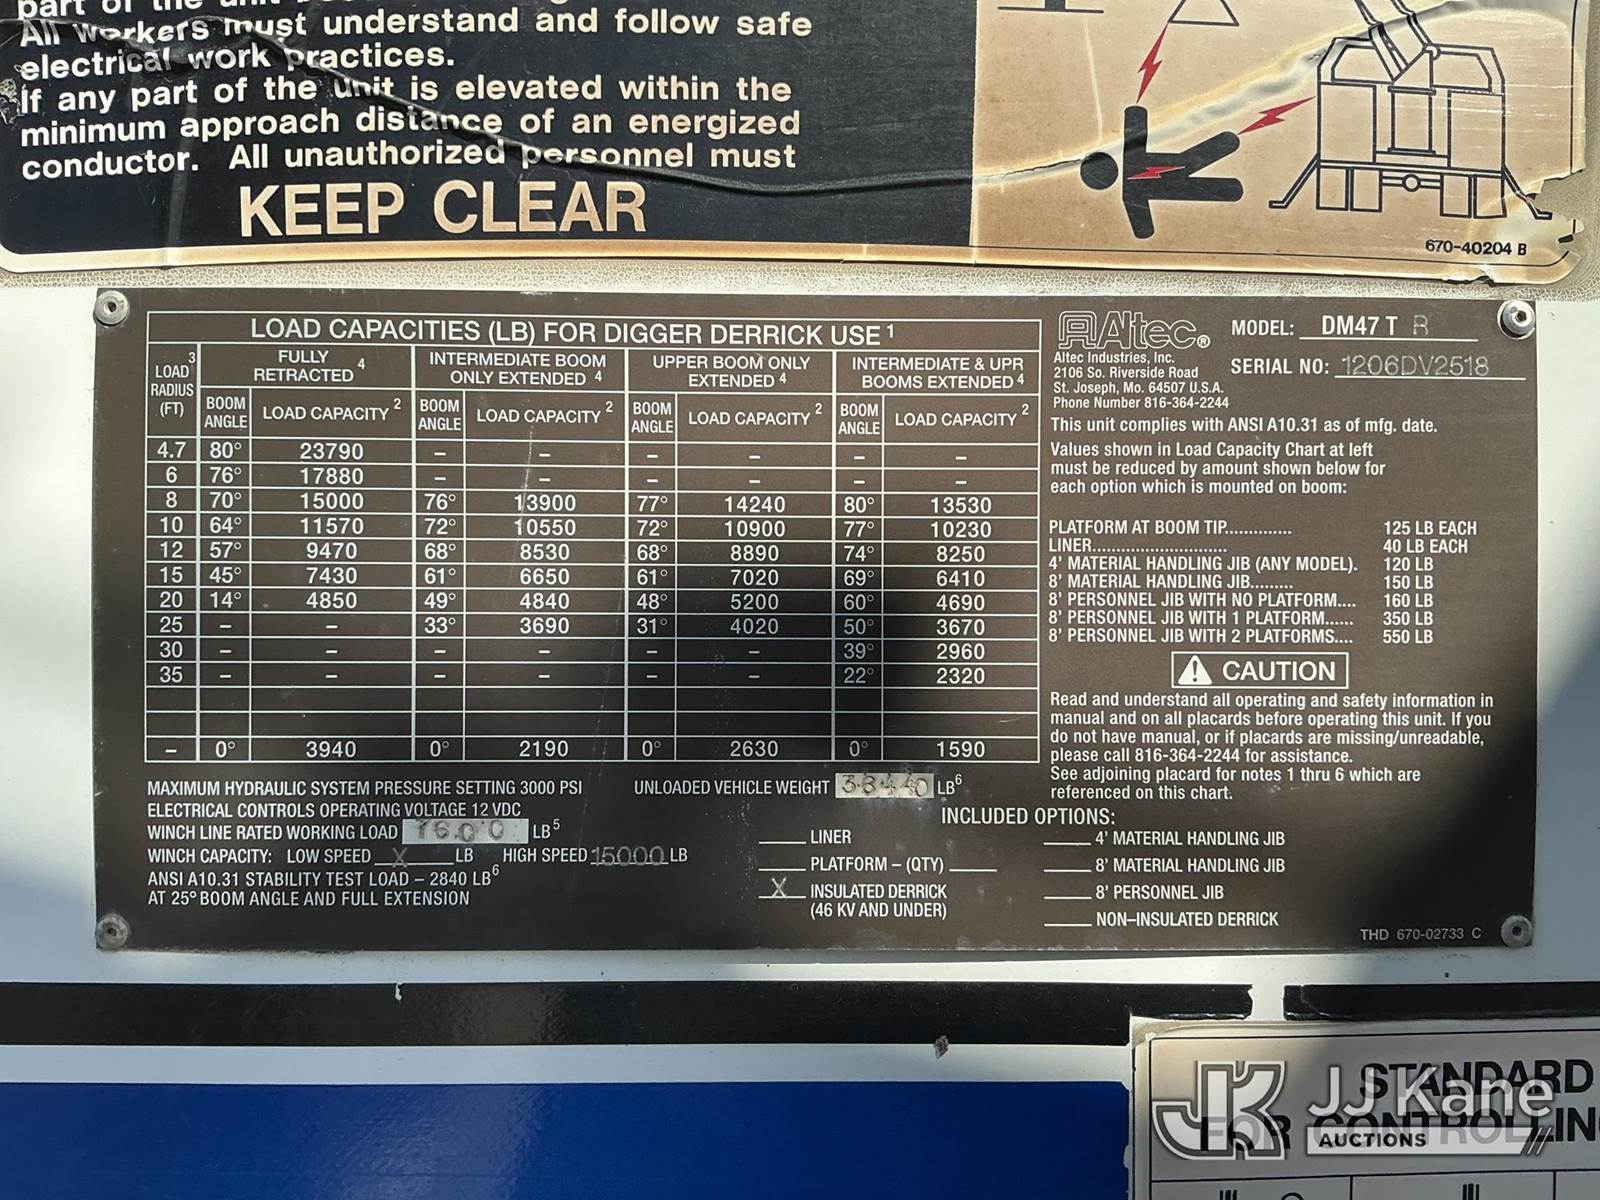 All workers must understand and follow safe
electrical work practices.
If any part of the unit is elevated within the
minimum approach distance of an energized
conductor. All unauthorized personnel must
KEEP CLEAR
670-40204 B
LOAD CAPACITIES (LB) FOR DIGGER DERRICK USE 1
LOAD 3 RADIUS (FT) FULLY RETRACTED 4 INTERMEDIATE BOOM ONLY EXTENDED 4 UPPER BOOM ONLY EXTENDED 4 INTERMEDIATE & UPR BOOMS EXTENDED 4
BOOM ANGLE LOAD CAPACITY 2 BOOM ANGLE LOAD CAPACITY 2 BOOM ANGLE LOAD CAPACITY 2 BOOM ANGLE LOAD CAPACITY 2
4.7 80° 23790 – – – – – –
6 76° 17880 – – – – – –
8 70° 15000 76° 13900 77° 14240 80° 13530
10 64° 11570 72° 10550 72° 10900 77° 10230
12 57° 9470 68° 8530 68° 8890 74° 8250
15 45° 7430 61° 6650 61° 7020 69° 6410
20 14° 4850 49° 4840 48° 5200 60° 4690
25 – – 33° 3690 31° 4020 50° 3670
30 – – – – – – 39° 2960
35 – – – – – – 22° 2320
– 0° 3940 0° 2190 0° 2630 0° 1590
MAXIMUM HYDRAULIC SYSTEM PRESSURE SETTING 3000 PSI
ELECTRICAL CONTROLS OPERATING VOLTAGE 12 VDC
WINCH LINE RATED WORKING LOAD LB 5
WINCH CAPACITY: LOW SPEED X LB HIGH SPEED 15000 LB
ANSI A10.31 STABILITY TEST LOAD – 2840 LB 6
AT 25° BOOM ANGLE AND FULL EXTENSION
UNLOADED VEHICLE WEIGHT LB 6
INCLUDED OPTIONS:
LINER
PLATFORM – (QTY)
X INSULATED DERRICK
(46 KV AND UNDER)
4' MATERIAL HANDLING JIB
8' MATERIAL HANDLING JIB
8' PERSONNEL JIB
NON–INSULATED DERRICK
Altec®
Altec Industries, Inc.
2106 So. Riverside Road
St. Joseph, Mo. 64507 U.S.A.
Phone Number 816-364-2244
MODEL: DM47 T R
SERIAL NO: 1206DV2518
This unit complies with ANSI A10.31 as of mfg. date.
Values shown in Load Capacity Chart at left
must be reduced by amount shown below for
each option which is mounted on boom:
PLATFORM AT BOOM TIP.............. 125 LB EACH
LINER............................ 40 LB EACH
4' MATERIAL HANDLING JIB (ANY MODEL). 120 LB
8' MATERIAL HANDLING JIB......... 150 LB
8' PERSONNEL JIB WITH NO PLATFORM.... 160 LB
8' PERSONNEL JIB WITH 1 PLATFORM...... 350 LB
8' PERSONNEL JIB WITH 2 PLATFORMS.... 550 LB
CAUTION
Read and understand all operating and safety information in
manual and on all placards before operating this unit. If you
do not have manual, or if placards are missing/unreadable,
please call 816-364-2244 for assistance.
See adjoining placard for notes 1 thru 6 which are
referenced on this chart.
THD 670-02733 C
STANDARD
FOR CONTROLLIN
JK JJ Kane
AUCTIONS